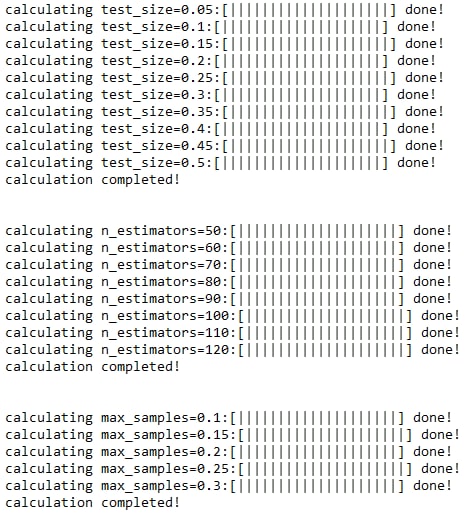 calculating test_size=0.05:[||||||||||||||||||||] done!
calculating test_size=0.1:[||||||||||||||||||||] done!
calculating test_size=0.15:[||||||||||||||||||||] done!
calculating test_size=0.2:[||||||||||||||||||||] done!
calculating test_size=0.25:[||||||||||||||||||||] done!
calculating test_size=0.3:[||||||||||||||||||||] done!
calculating test_size=0.35:[||||||||||||||||||||] done!
calculating test_size=0.4:[||||||||||||||||||||] done!
calculating test_size=0.45:[||||||||||||||||||||] done!
calculating test_size=0.5:[||||||||||||||||||||] done!
calculation completed!
calculating n_estimators=50:[||||||||||||||||||||] done!
calculating n_estimators=60:[||||||||||||||||||||] done!
calculating n_estimators=70:[||||||||||||||||||||] done!
calculating n_estimators=80:[||||||||||||||||||||] done!
calculating n_estimators=90:[||||||||||||||||||||] done!
calculating n_estimators=100:[||||||||||||||||||||] done!
calculating n_estimators=110:[||||||||||||||||||||] done!
calculating n_estimators=120:[||||||||||||||||||||] done!
calculation completed!
calculating max_samples=0.1:[||||||||||||||||||||] done!
calculating max_samples=0.15:[||||||||||||||||||||] done!
calculating max_samples=0.2:[||||||||||||||||||||] done!
calculating max_samples=0.25:[||||||||||||||||||||] done!
calculating max_samples=0.3:[||||||||||||||||||||] done!
calculation completed!